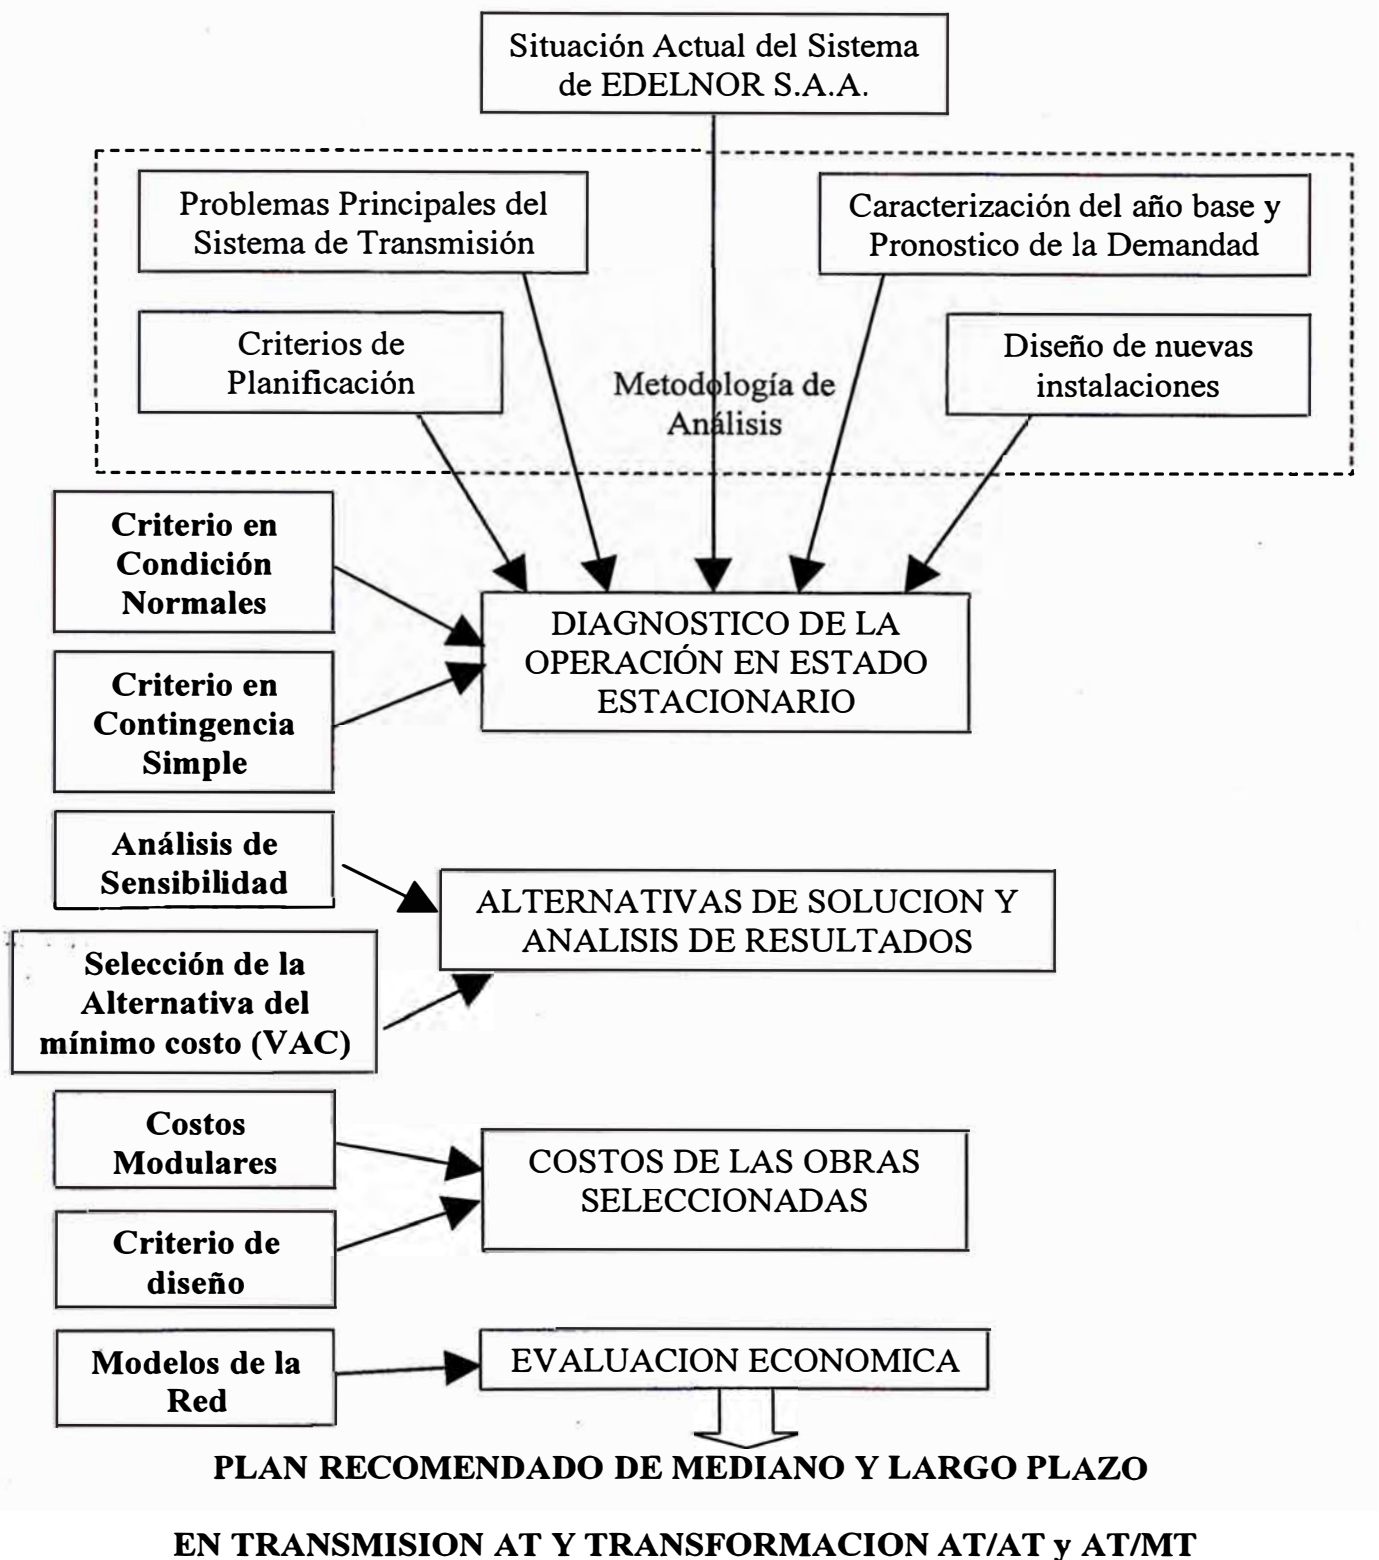 Situación Actual del Sistema
de EDELNOR S.A.A.
Problemas Principales del
Sistema de Transmisión
Caracterización del año base y
Pronostico de la Demandad
Criterios de
Planificación
Metodología de
Análisis
Diseño de nuevas
instalaciones
Criterio en
Condición
Normales
DIAGNOSTICO DE LA
OPERACIÓN EN ESTADO
ESTACIONARIO
Criterio en
Contingencia
Simple
Análisis de
Sensibilidad
ALTERNATIVAS DE SOLUCION Y
ANALISIS DE RESULTADOS
Selección de la
Alternativa del
mínimo costo (VAC)
Costos
Modulares
COSTOS DE LAS OBRAS
SELECCIONADAS
Criterio de
diseño
Modelos de la
Red
EVALUACION ECONOMICA
PLAN RECOMENDADO DE MEDIANO Y LARGO PLAZO
EN TRANSMISION AT Y TRANSFORMACION AT/AT y AT/MT